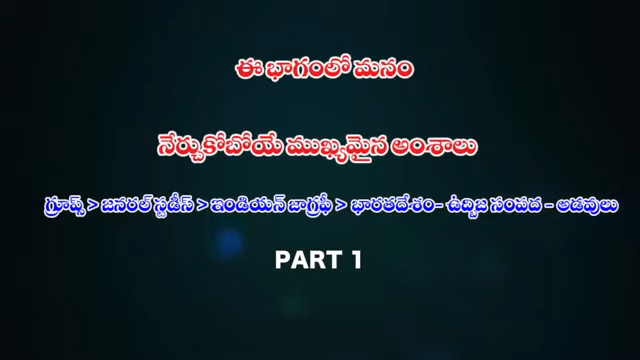 ఈ భాగంలో మనం
నేర్చుకోబోయే ముఖ్యమైన అంశాలు
గ్రూప్స్ > జనరల్ స్టడీస్ > ఇండియన్ జాగ్రఫీ > భారతదేశం- ఉద్భిజ సంపద - అడవులు
PART 1